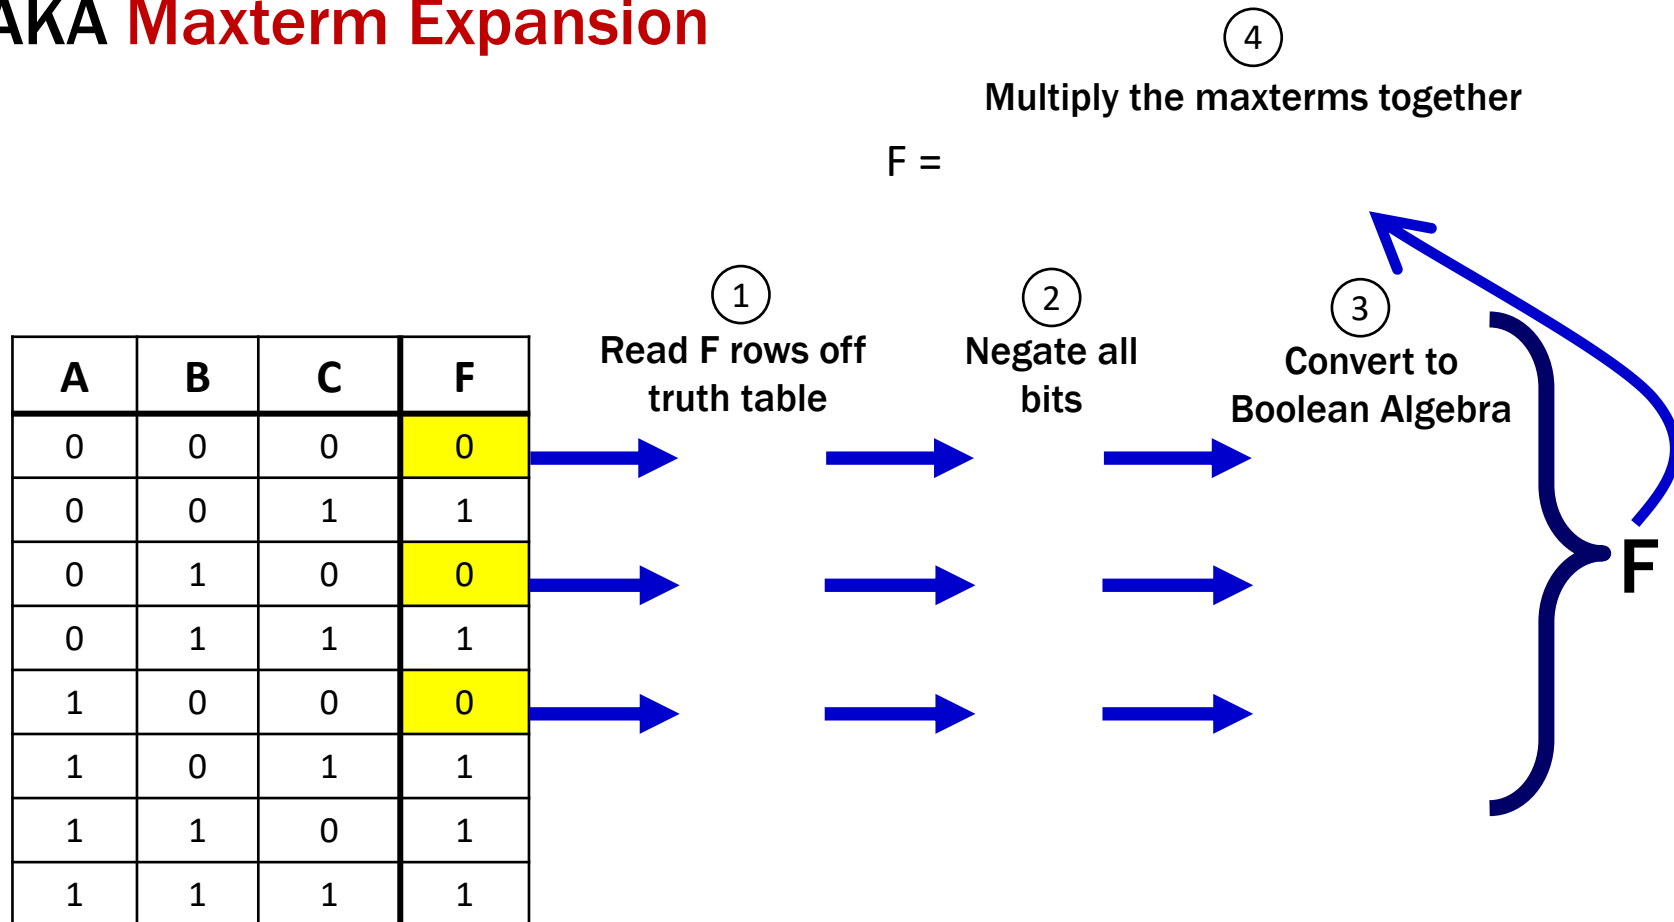 AKA Maxterm Expansion
4
Multiply the maxterms together
F =
1
Read F rows off
truth table
2
Negate all
bits
3
Convert to
Boolean Algebra
A B C F
0 0 0 0
0 0 1 1
0 1 0 0
0 1 1 1
1 0 0 0
1 0 1 1
1 1 0 1
1 1 1 1
F